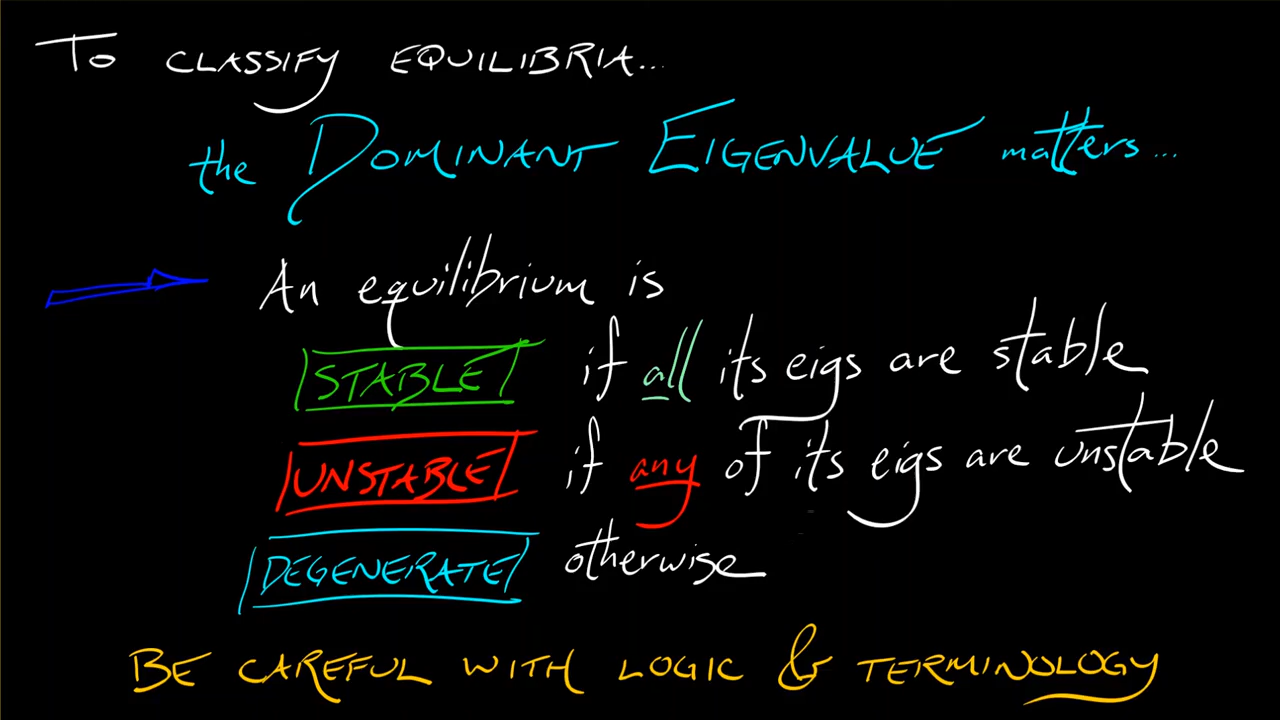 To CLASSIFY EQUILIBRIA...
the DOMINANT EIGENVALUE matters...
An equilibrium is
STABLE if all its eigs are stable
UNSTABLE if any of its eigs are unstable
DEGENERATE otherwise
BE CAREFUL WITH LOGIC & TERMINOLOGY